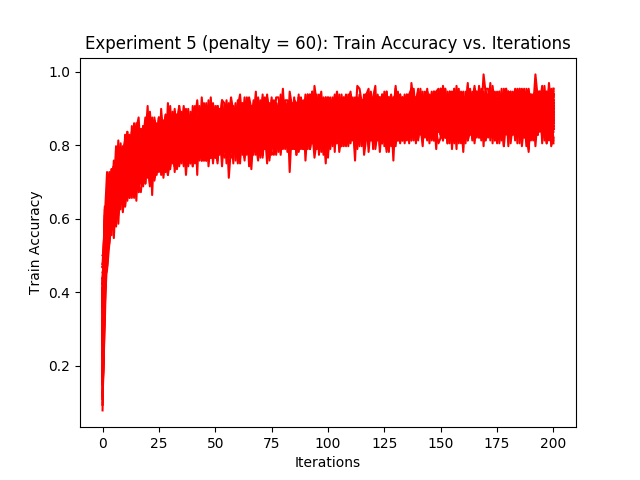 Experiment 5 (penalty = 60): Train Accuracy vs. Iterations
1.0
0.8
0.6
0.4
0.2
Train Accuracy
0 25 50 75 100 125 150 175 200
Iterations